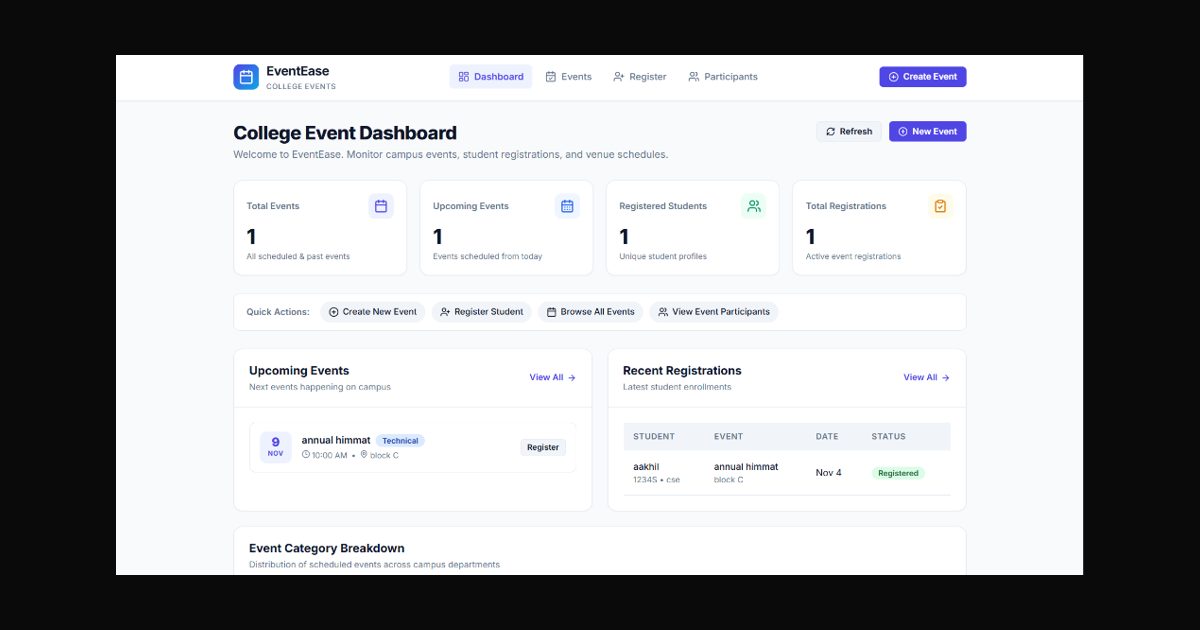 EventEase
COLLEGE EVENTS
Dashboard
Events
Register
Participants
Create Event
College Event Dashboard
Welcome to EventEase. Monitor campus events, student registrations, and venue schedules.
Refresh
New Event
Total Events
1
All scheduled & past events
Upcoming Events
1
Events scheduled from today
Registered Students
1
Unique student profiles
Total Registrations
1
Active event registrations
Quick Actions:
Create New Event
Register Student
Browse All Events
View Event Participants
Upcoming Events
Next events happening on campus
View All →
9
NOV
annual himmat Technical
10:00 AM • block C
Register
Recent Registrations
Latest student enrollments
View All →
STUDENT EVENT DATE STATUS
aakhil annual himmat Nov 4 Registered
1234S • cse block C
Event Category Breakdown
Distribution of scheduled events across campus departments